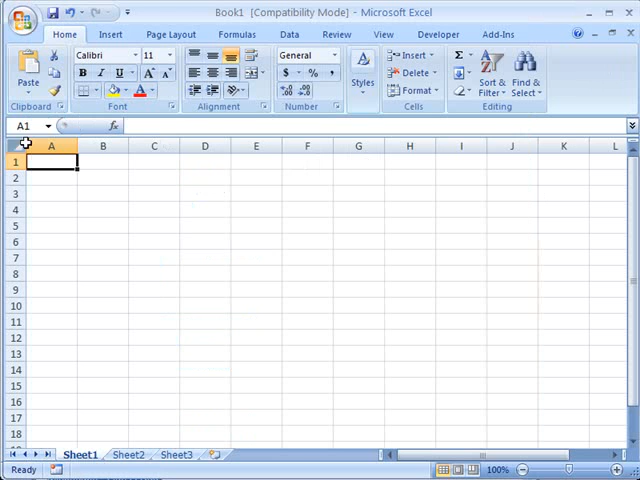 Book1 [Compatibility Mode] - Microsoft Excel
Home Insert Page Layout Formulas Data Review View Developer Add-Ins
Calibri 11 General Insert Σ
Paste B I U A A $ % , Styles Delete Sort & Filter Find & Select
A .00 .0 Format
Clipboard Font Alignment Number Cells Editing
A1 fx
A B C D E F G H I J K L
1
2
3
4
5
6
7
8
9
10
11
12
13
14
15
16
17
18
Sheet1 Sheet2 Sheet3
Ready 100%